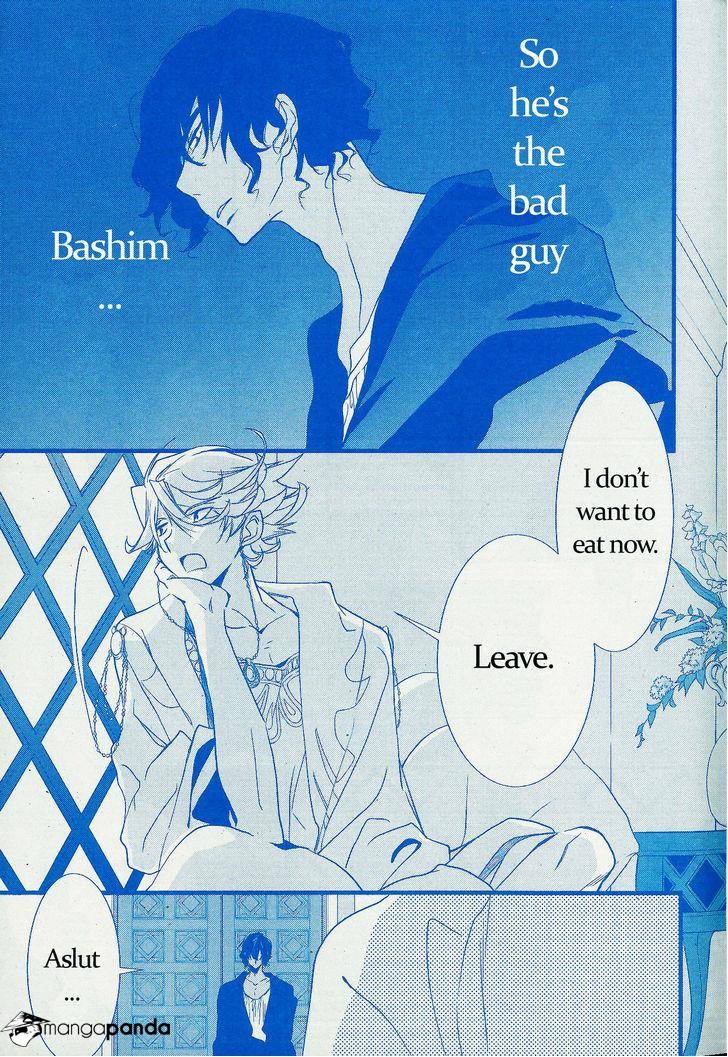 So
he's
the
bad
guy
Bashim
...
I don't
want to
eat now.
Leave.
Aslut
...
mangapanda